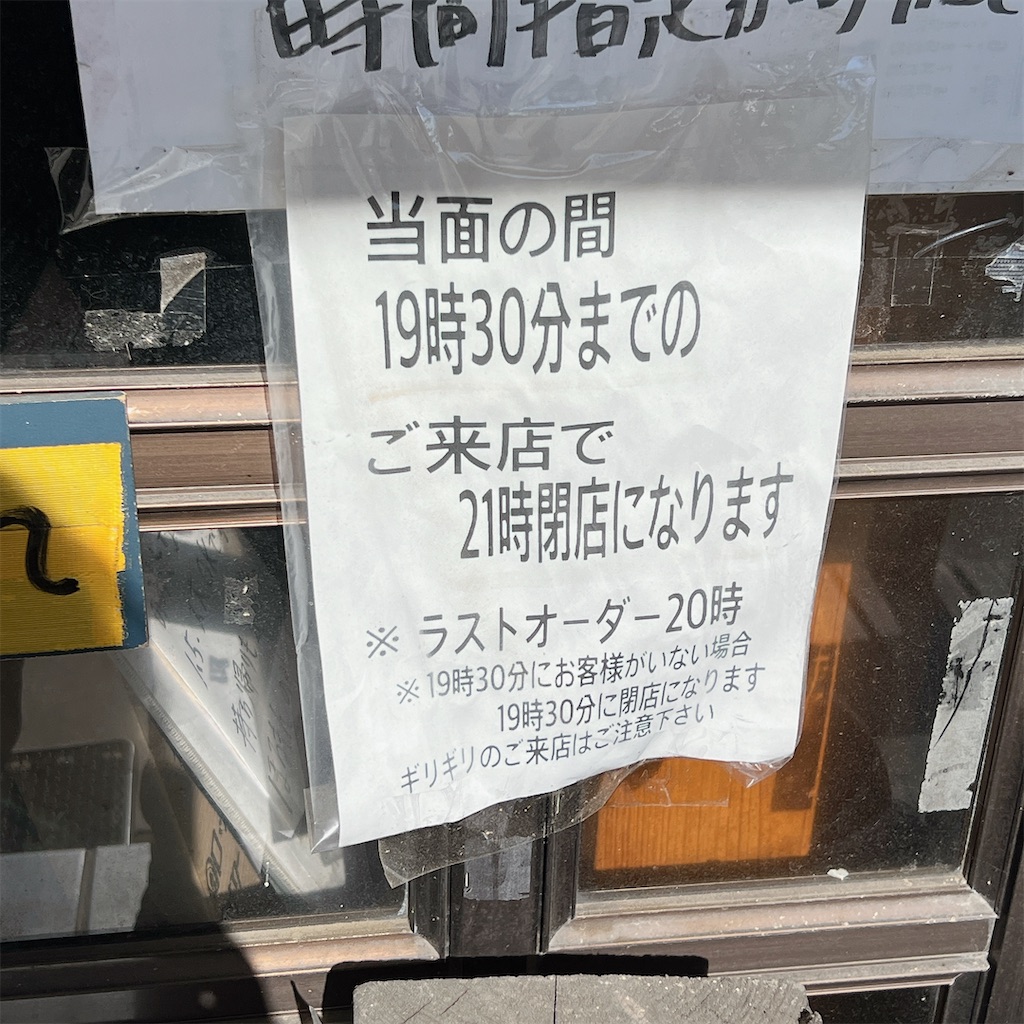 時間指定
当面の間
19時30分までの
ご来店で
21時閉店になります
※ ラストオーダー20時
※19時30分にお客様がいない場合
19時30分に閉店になります
ギリギリのご来店はご注意下さい